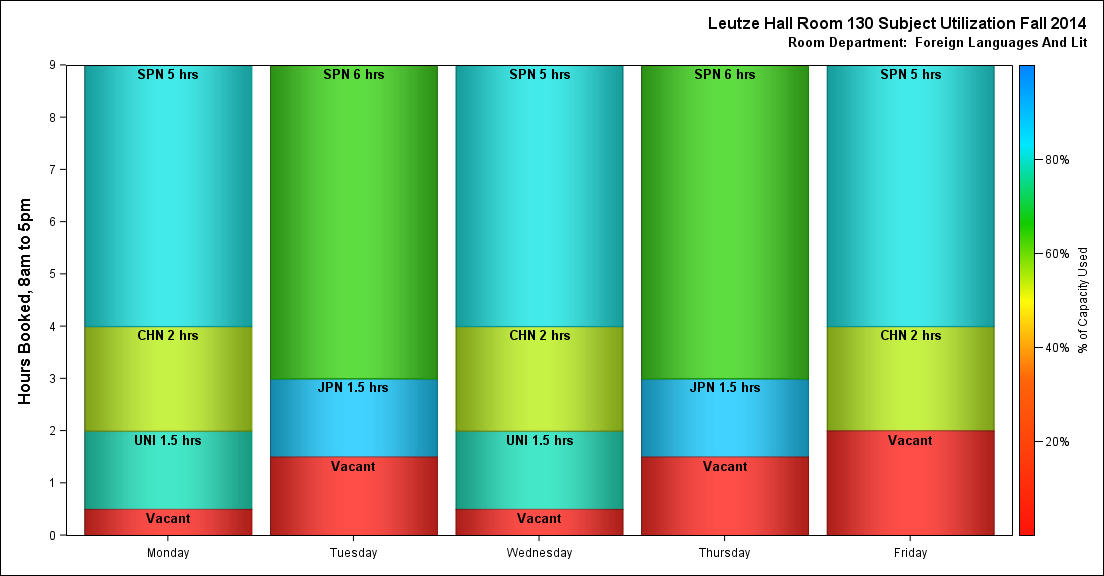 Leutze Hall Room 130 Subject Utilization Fall 2014
Room Department:  Foreign Languages And Lit
Hours Booked, 8am to 5pm
9
8
7
6
5
4
3
2
1
0
SPN 5 hrs
CHN 2 hrs
UNI 1.5 hrs
Vacant
SPN 6 hrs
JPN 1.5 hrs
Vacant
SPN 5 hrs
CHN 2 hrs
UNI 1.5 hrs
Vacant
SPN 6 hrs
JPN 1.5 hrs
Vacant
SPN 5 hrs
CHN 2 hrs
Vacant
Monday
Tuesday
Wednesday
Thursday
Friday
80%
60%
40%
20%
% of Capacity Used